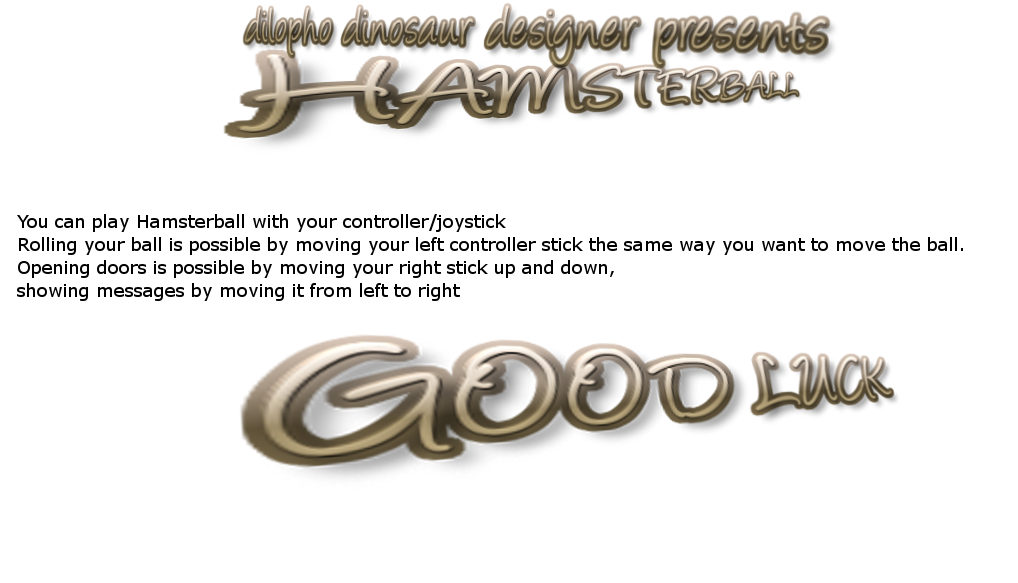 dilopho dinosaur designer presents
HAMSTERBALL
You can play Hamsterball with your controller/joystick
Rolling your ball is possible by moving your left controller stick the same way you want to move the ball.
Opening doors is possible by moving your right stick up and down,
showing messages by moving it from left to right
GOOD LUCK